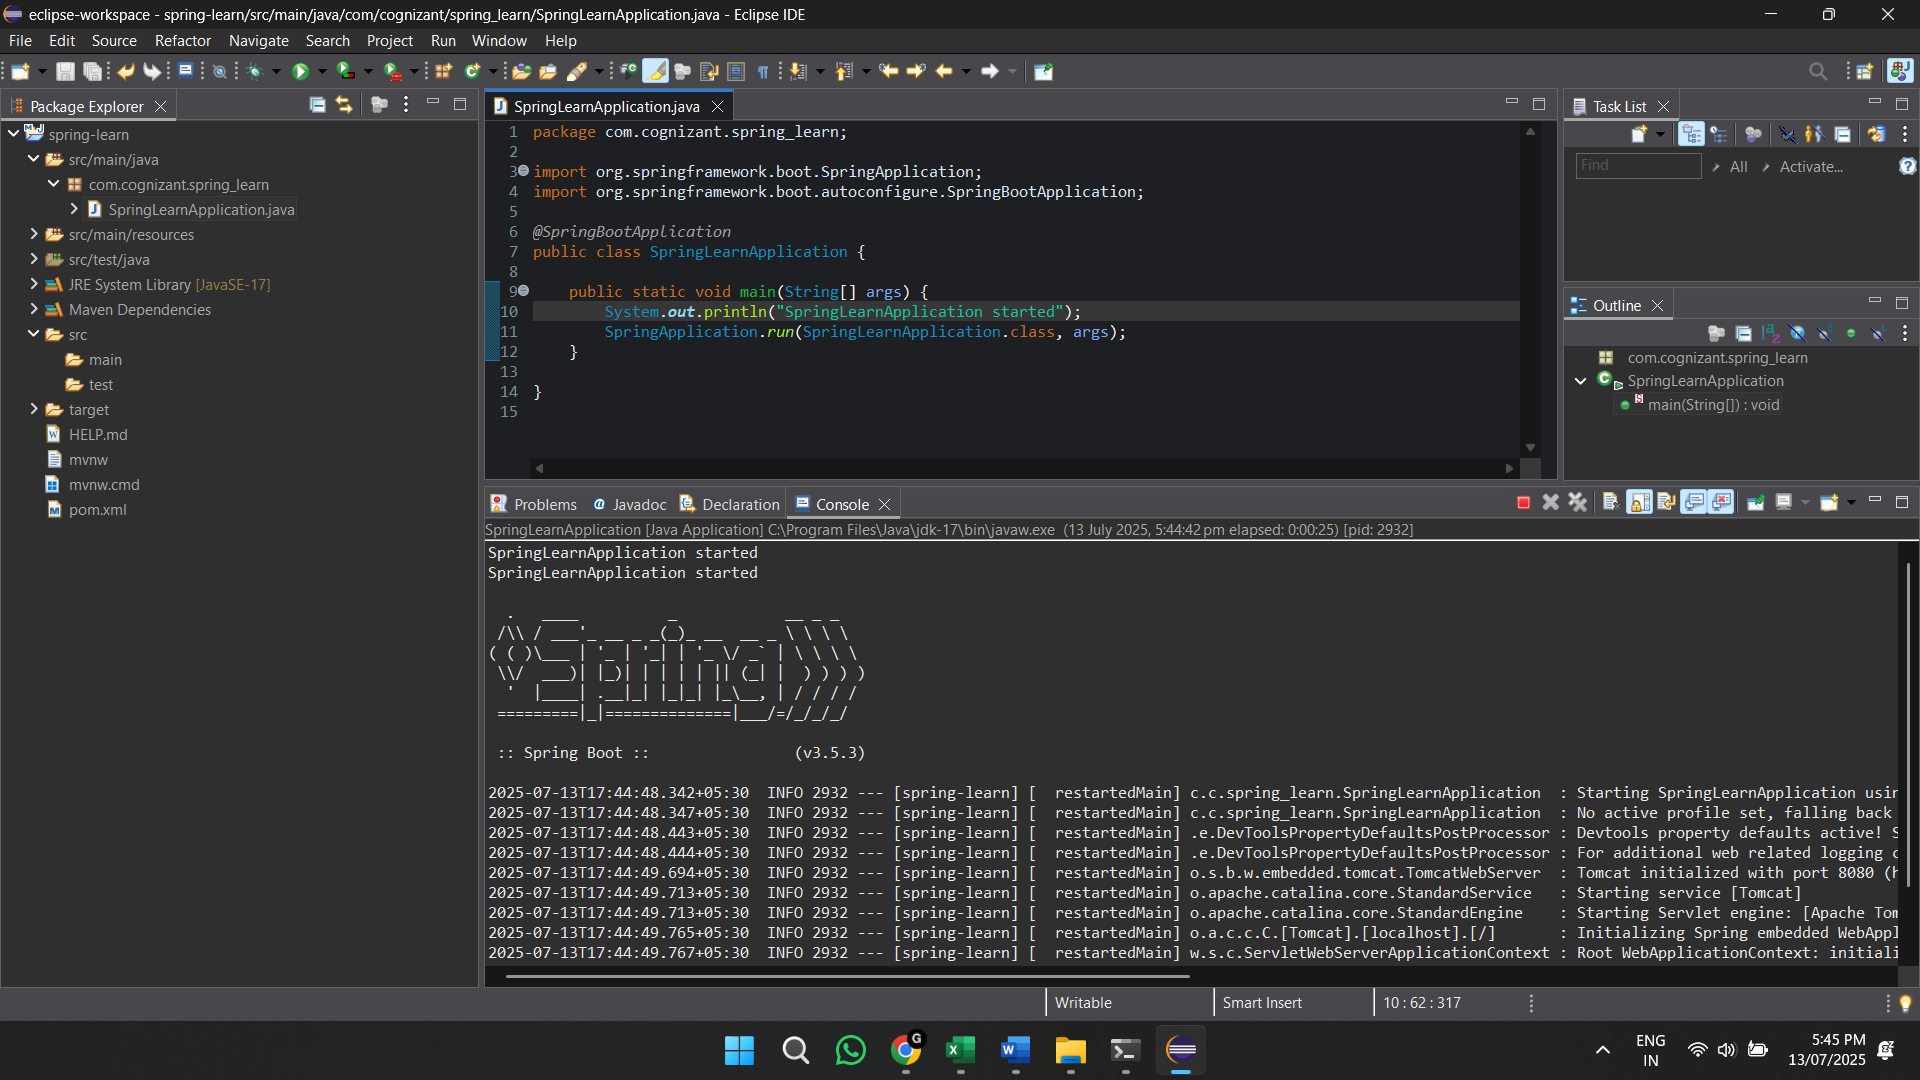 eclipse-workspace - spring-learn/src/main/java/com/cognizant/spring_learn/SpringLearnApplication.java - Eclipse IDE
File Edit Source Refactor Navigate Search Project Run Window Help
Package Explorer
spring-learn
src/main/java
com.cognizant.spring_learn
SpringLearnApplication.java
src/main/resources
src/test/java
JRE System Library [JavaSE-17]
Maven Dependencies
src
main
test
target
HELP.md
mvnw
mvnw.cmd
pom.xml
SpringLearnApplication.java
1 package com.cognizant.spring_learn;
2
3 import org.springframework.boot.SpringApplication;
4 import org.springframework.boot.autoconfigure.SpringBootApplication;
5
6 @SpringBootApplication
7 public class SpringLearnApplication {
8
9 public static void main(String[] args) {
10 System.out.println("SpringLearnApplication started");
11 SpringApplication.run(SpringLearnApplication.class, args);
12 }
13
14 }
15
Task List
Find All Activate...
Outline
com.cognizant.spring_learn
SpringLearnApplication
main(String[]) : void
Problems Javadoc Declaration Console
SpringLearnApplication [Java Application] C:\Program Files\Java\jdk-17\bin\javaw.exe (13 July 2025, 5:44:42 pm elapsed: 0:00:25) [pid: 2932]
SpringLearnApplication started
SpringLearnApplication started
Spring
:: Spring Boot :: (v3.5.3)
2025-07-13T17:44:48.342+05:30 INFO 2932 --- [spring-learn] [ restartedMain] c.c.spring_learn.SpringLearnApplication : Starting SpringLearnApplication usin
2025-07-13T17:44:48.347+05:30 INFO 2932 --- [spring-learn] [ restartedMain] c.c.spring_learn.SpringLearnApplication : No active profile set, falling back
2025-07-13T17:44:48.443+05:30 INFO 2932 --- [spring-learn] [ restartedMain] .e.DevToolsPropertyDefaultsPostProcessor : Devtools property defaults active! S
2025-07-13T17:44:48.444+05:30 INFO 2932 --- [spring-learn] [ restartedMain] .e.DevToolsPropertyDefaultsPostProcessor : For additional web related logging c
2025-07-13T17:44:49.694+05:30 INFO 2932 --- [spring-learn] [ restartedMain] o.s.b.w.embedded.tomcat.TomcatWebServer : Tomcat initialized with port 8080 (h
2025-07-13T17:44:49.713+05:30 INFO 2932 --- [spring-learn] [ restartedMain] o.apache.catalina.core.StandardService : Starting service [Tomcat]
2025-07-13T17:44:49.713+05:30 INFO 2932 --- [spring-learn] [ restartedMain] o.apache.catalina.core.StandardEngine : Starting Servlet engine: [Apache Tom
2025-07-13T17:44:49.765+05:30 INFO 2932 --- [spring-learn] [ restartedMain] o.a.c.c.C.[Tomcat].[localhost].[/] : Initializing Spring embedded WebAppl
2025-07-13T17:44:49.767+05:30 INFO 2932 --- [spring-learn] [ restartedMain] w.s.c.ServletWebServerApplicationContext : Root WebApplicationContext: initiali
Writable Smart Insert 10 : 62 : 317
ENG
IN
5:45 PM
13/07/2025